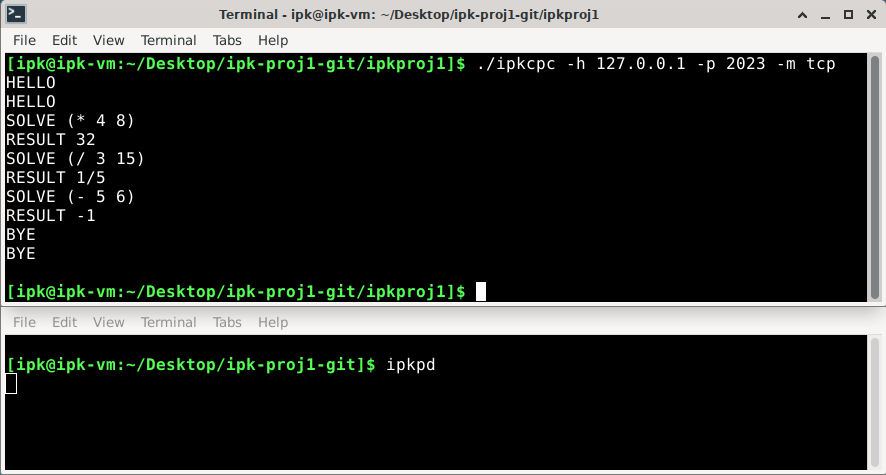 Terminal - ipk@ipk-vm: ~/Desktop/ipk-proj1-git/ipkproj1
File Edit View Terminal Tabs Help
[ipk@ipk-vm:~/Desktop/ipk-proj1-git/ipkproj1]$ ./ipkcpc -h 127.0.0.1 -p 2023 -m tcp
HELLO
HELLO
SOLVE (* 4 8)
RESULT 32
SOLVE (/ 3 15)
RESULT 1/5
SOLVE (- 5 6)
RESULT -1
BYE
BYE
[ipk@ipk-vm:~/Desktop/ipk-proj1-git/ipkproj1]$
File Edit View Terminal Tabs Help
[ipk@ipk-vm:~/Desktop/ipk-proj1-git]$ ipkpd